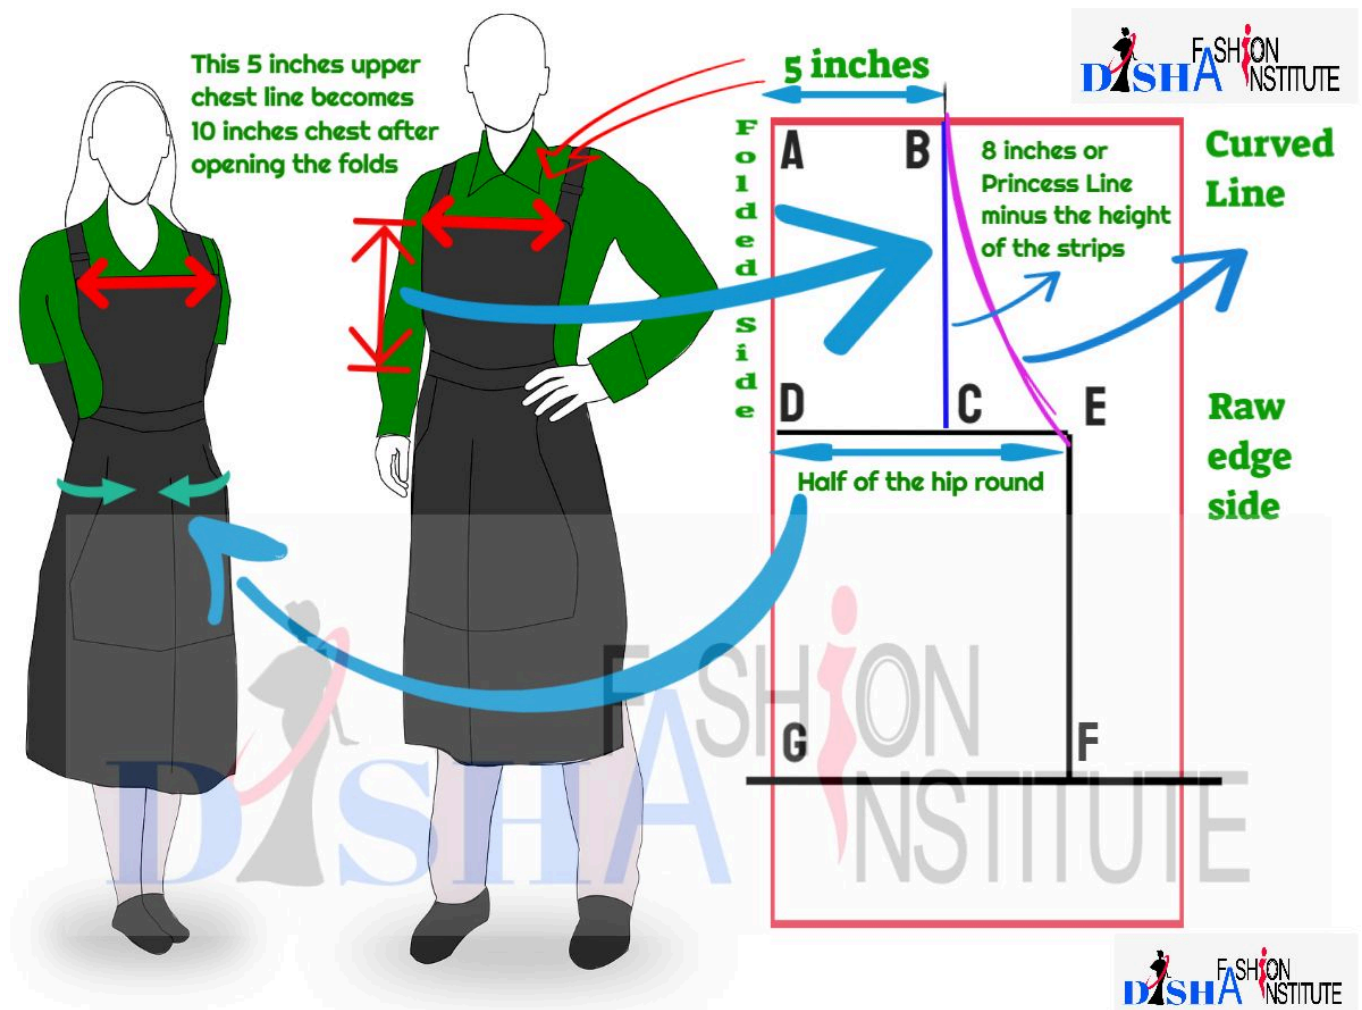 This 5 inches upper
chest line becomes
10 inches chest after
opening the folds
5 inches
DISHA FASHION
INSTITUTE
Folded Side
A
B
8 inches or
Princess Line
minus the height
of the strips
Curved
Line
D
C
E
Raw
edge
side
Half of the hip round
G
F
DISHA FASHION
INSTITUTE
DISHA FASHION
INSTITUTE